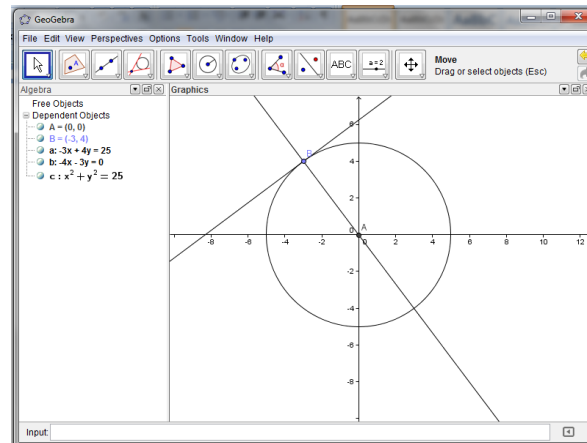 GeoGebra
File Edit View Perspectives Options Tools Window Help
A
α
ABC
a=2
Move
Drag or select objects (Esc)
Algebra
Graphics
Free Objects
Dependent Objects
A = (0, 0)
B = (-3, 4)
a: -3x + 4y = 25
b: -4x - 3y = 0
c : x² + y² = 25
6
B
4
2
A
0
-8 -6 -4 -2 0 2 4 6 8 10 12
-2
-4
-6
-8
Input: